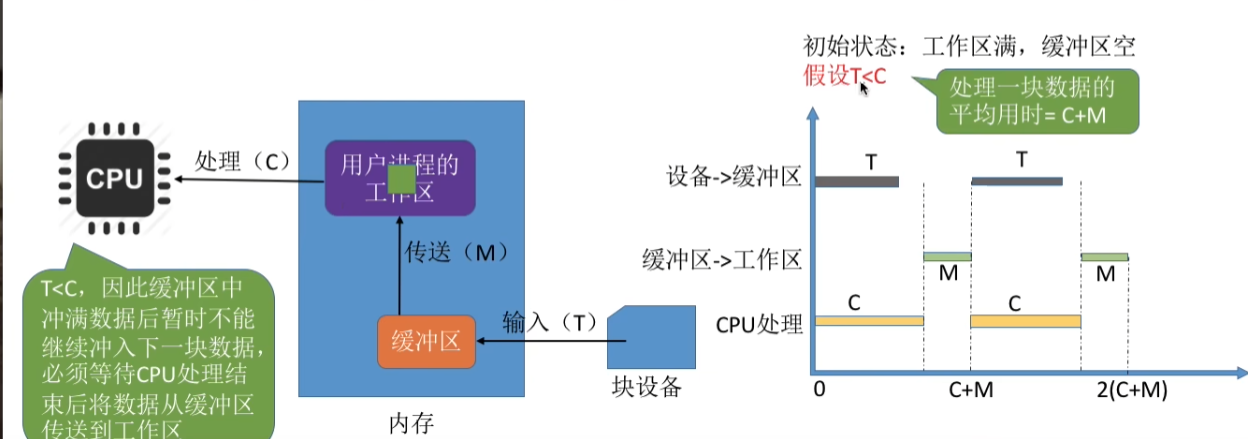 初始状态：工作区满，缓冲区空
假设T<C
处理一块数据的
平均用时= C+M
CPU
处理（C）
用户进程的
工作区
传送（M）
缓冲区
输入（T）
块设备
内存
T<C，因此缓冲区中
冲满数据后暂时不能
继续冲入下一块数据，
必须等待CPU处理结
束后将数据从缓冲区
传送到工作区
设备->缓冲区
T
T
缓冲区->工作区
M
M
CPU处理
C
C
0
C+M
2(C+M)